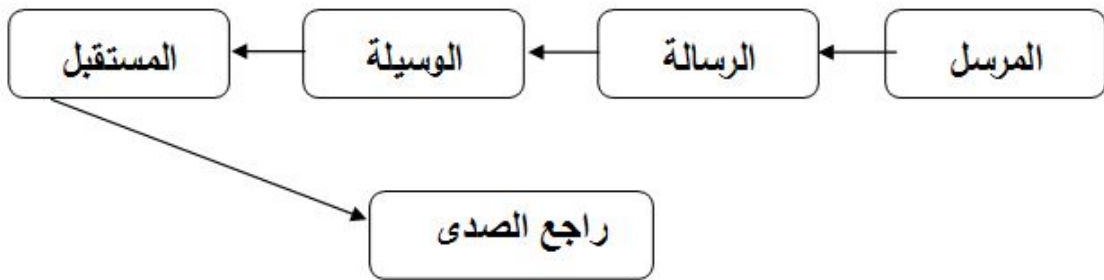 المرسل
الرسالة
الوسيلة
المستقبل
راجع الصدى